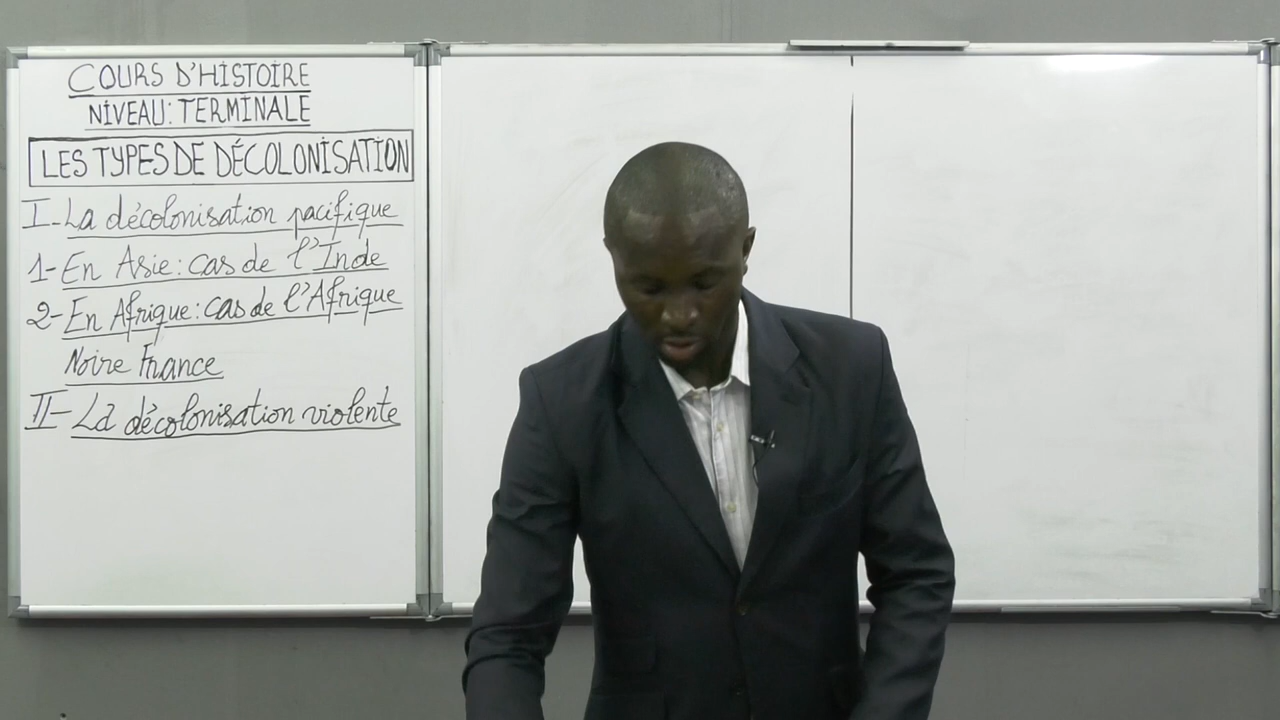 COURS D'HISTOIRE
NIVEAU: TERMINALE
LES TYPES DE DÉCOLONISATION
I-La décolonisation pacifique
1-En Asie: cas de l'Inde
2-En Afrique: cas de l'Afrique
Noire France
II-La décolonisation violente